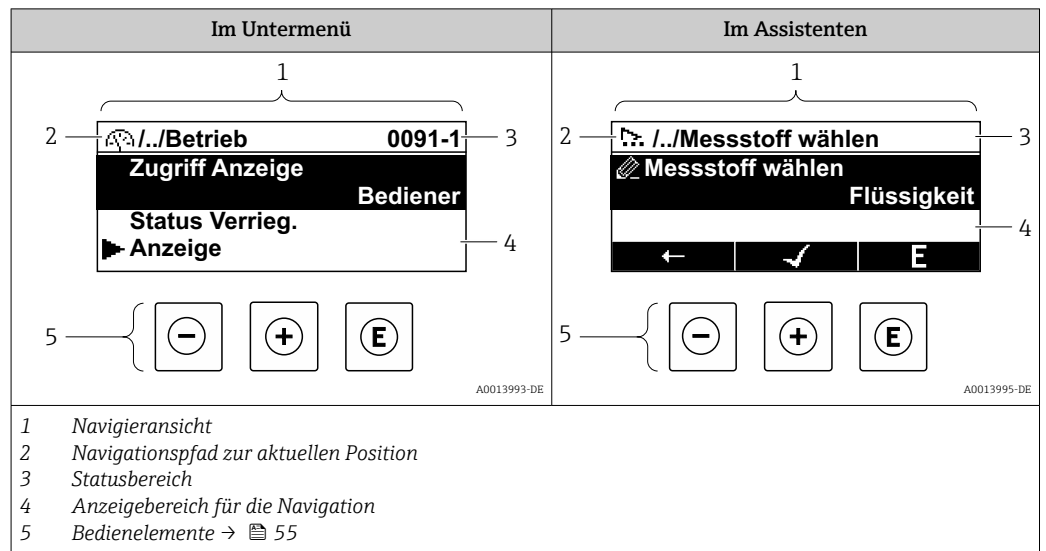 Im Untermenü
Im Assistenten
1
2
/../Betrieb 0091-1
3
Zugriff Anzeige
Bediener
Status Verrieg.
Anzeige
4
5
- + E
A0013993-DE
1
2
/../Messstoff wählen
3
Messstoff wählen
Flüssigkeit
4
← ✓ E
5
- + E
A0013995-DE
1 Navigieransicht
2 Navigationspfad zur aktuellen Position
3 Statusbereich
4 Anzeigebereich für die Navigation
5 Bedienelemente → 55